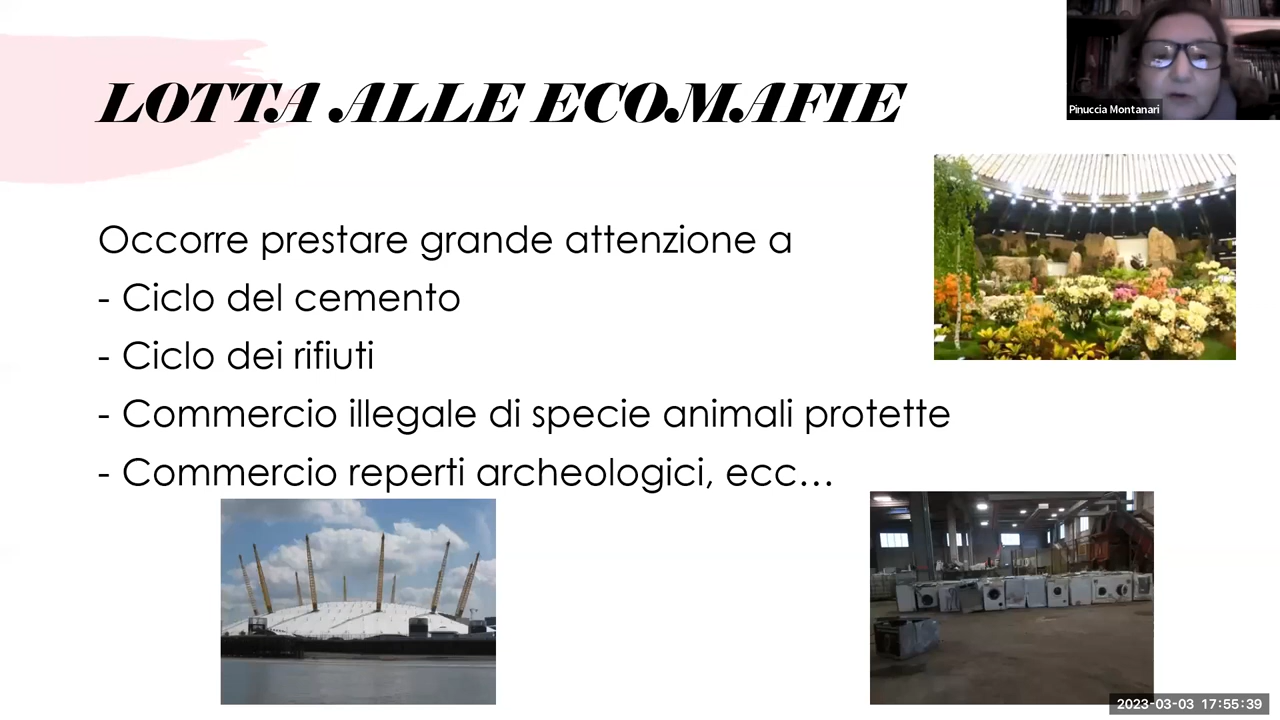 LOTTA ALLE ECOMAFIE
Pinuccia Montanari
Occorre prestare grande attenzione a
- Ciclo del cemento
- Ciclo dei rifiuti
- Commercio illegale di specie animali protette
- Commercio reperti archeologici, ecc...
2023-03-03 17:55:39